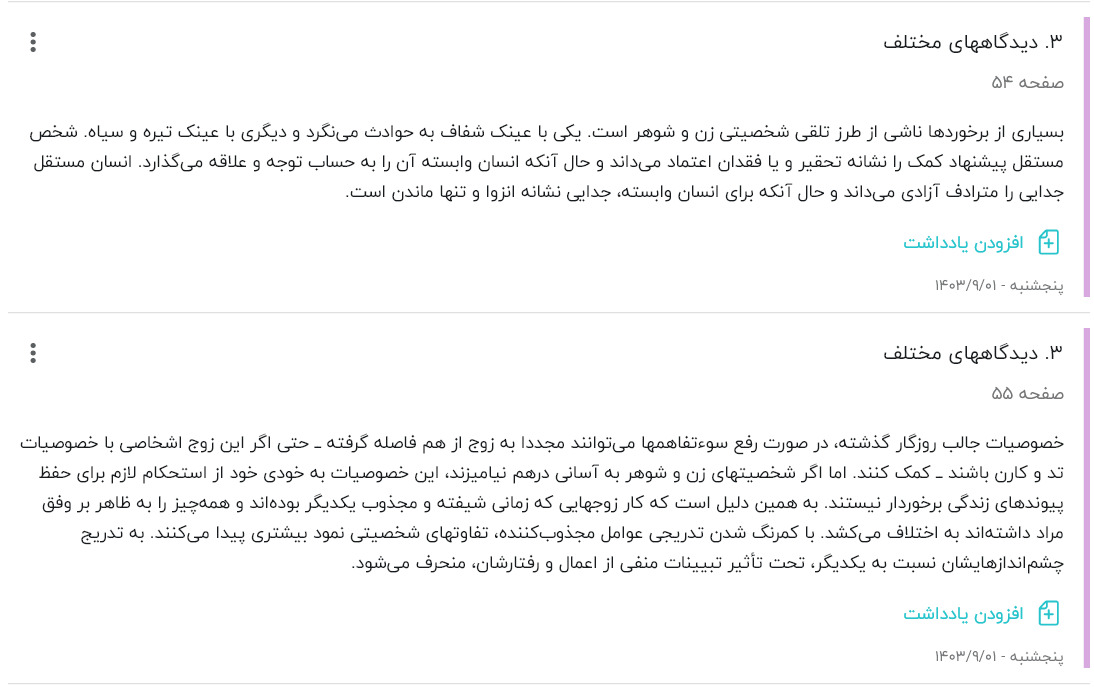 ۳. دیدگاههای مختلف
صفحه ۵۴
بسیاری از برخوردها ناشی از طرز تلقی شخصیتی زن و شوهر است. یکی با عینک شفاف به حوادث می‌نگرد و دیگری با عینک تیره و سیاه. شخص
مستقل پیشنهاد کمک را نشانه تحقیر و یا فقدان اعتماد می‌داند و حال آنکه انسان وابسته آن را به حساب توجه و علاقه می‌گذارد. انسان مستقل
جدایی را مترادف آزادی می‌داند و حال آنکه برای انسان وابسته، جدایی نشانه انزوا و تنها ماندن است.
افزودن یادداشت
پنجشنبه - ۱۴۰۳/۹/۰۱
۳. دیدگاههای مختلف
صفحه ۵۵
خصوصیات جالب روزگار گذشته، در صورت رفع سوءتفاهمها می‌توانند مجددا به زوج از هم فاصله گرفته ـ حتی اگر این زوج اشخاصی با خصوصیات
تد و کارن باشند ـ کمک کنند. اما اگر شخصیتهای زن و شوهر به آسانی درهم نیامیزند، این خصوصیات به خودی خود از استحکام لازم برای حفظ
پیوندهای زندگی برخوردار نیستند. به همین دلیل است که کار زوجهایی که زمانی شیفته و مجذوب یکدیگر بوده‌اند و همه‌چیز را به ظاهر بر وفق
مراد داشته‌اند به اختلاف می‌کشد. با کمرنگ شدن تدریجی عوامل مجذوب‌کننده، تفاوتهای شخصیتی نمود بیشتری پیدا می‌کنند. به تدریج
چشم‌اندازهایشان نسبت به یکدیگر، تحت تأثیر تبیینات منفی از اعمال و رفتارشان، منحرف می‌شود.
افزودن یادداشت
پنجشنبه - ۱۴۰۳/۹/۰۱